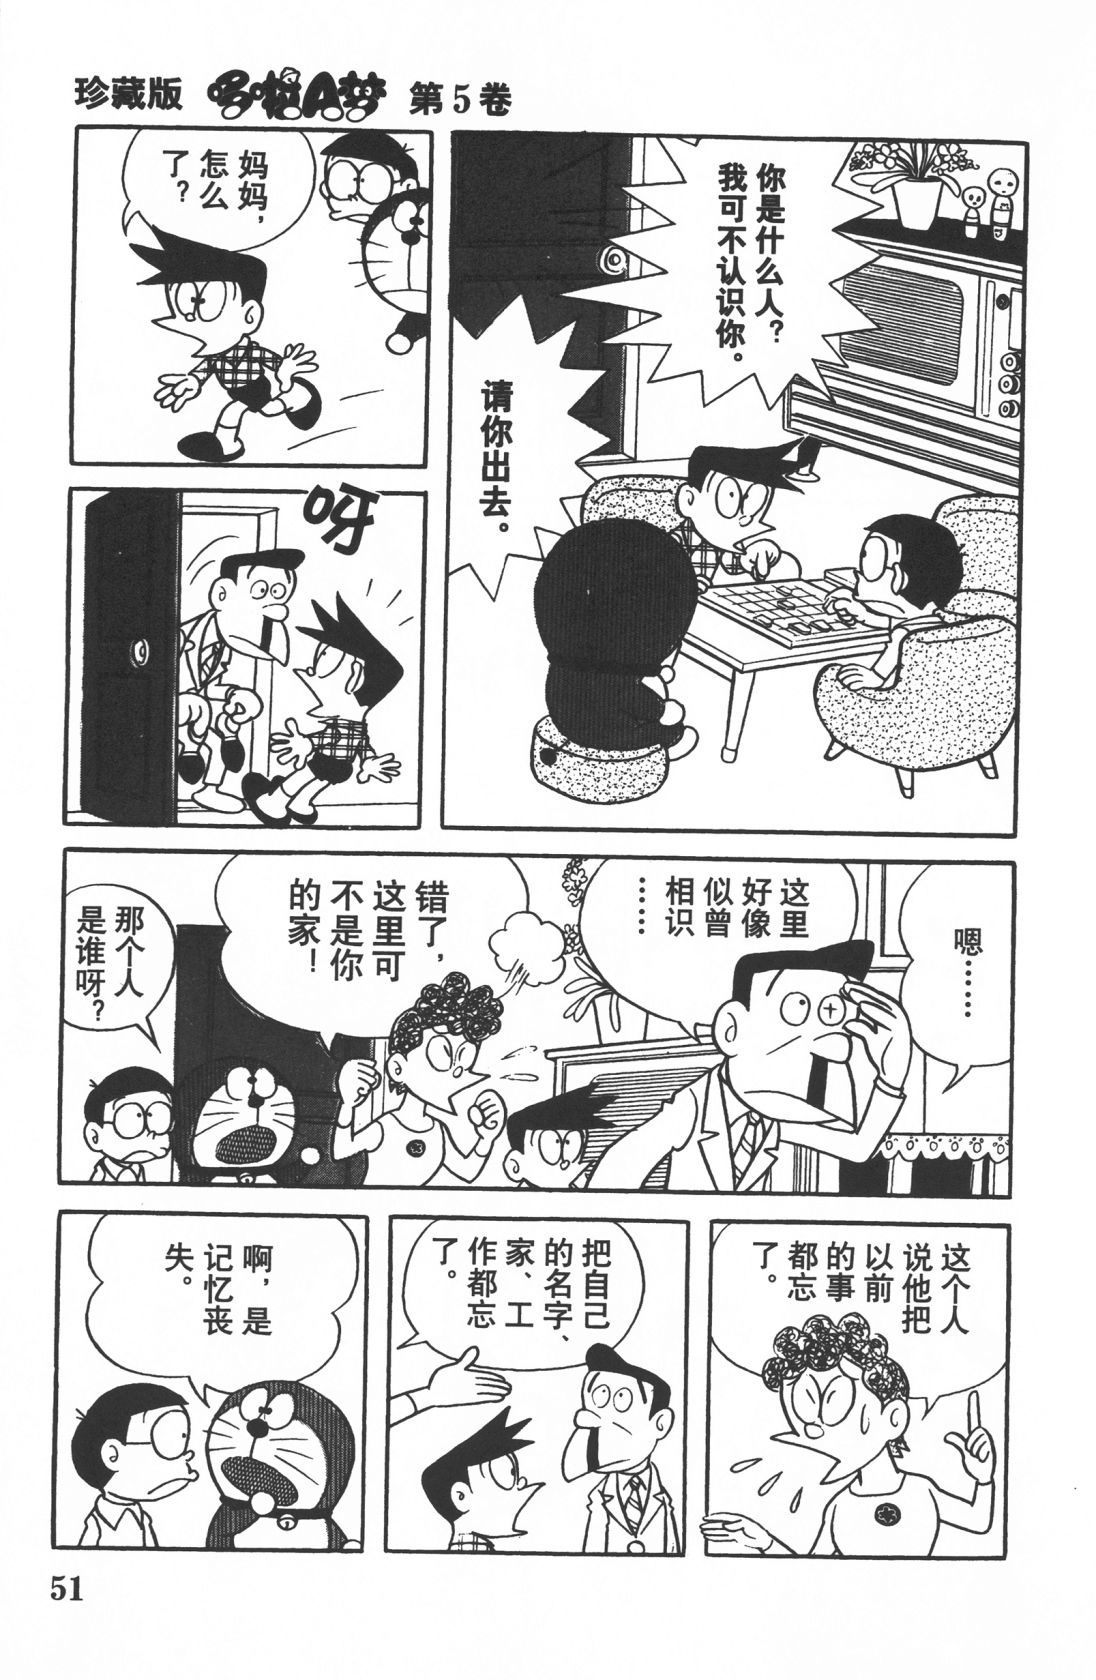 珍藏版 哆啦A梦 第5卷
你是什么人？
我可不认识你。
请你出去。
妈妈，
怎么
了？
呀
嗯……
这里
好像
似曾
相识
……
错了，
这里可
不是你
的家！
那个人
是谁呀？
这个人
说他把
以前
的事
都忘
了。
把自己
的名字、
家、工
作都忘
了。
啊，是
记忆丧
失。
51